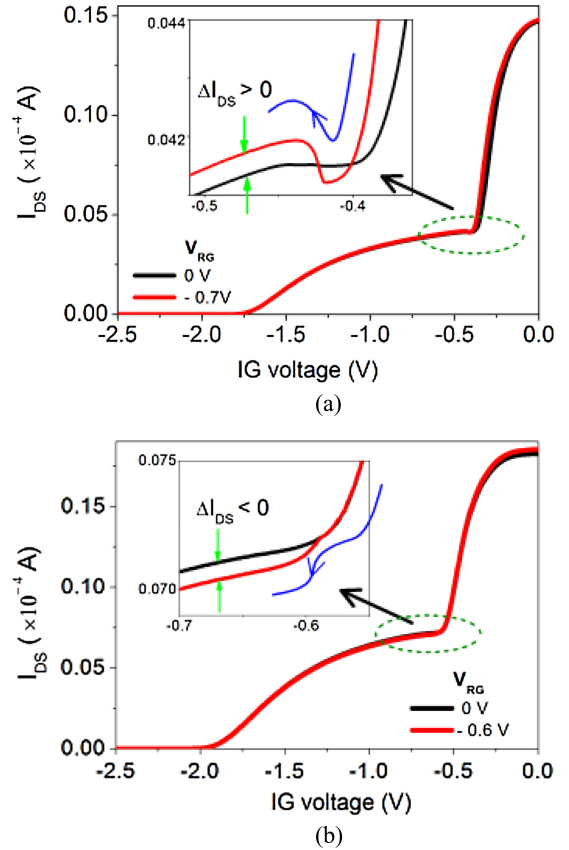 0.044
0.042
-0.5
-0.4
ΔI_DS > 0
0.15
0.10
0.05
0.00
I_DS ( ×10⁻⁴ A)
V_RG
0 V
- 0.7V
-2.5 -2.0 -1.5 -1.0 -0.5 0.0
IG voltage (V)
(a)
0.075
0.070
-0.7
-0.6
ΔI_DS < 0
0.15
0.10
0.05
0.00
I_DS (×10⁻⁴ A)
V_RG
0 V
- 0.6 V
-2.5 -2.0 -1.5 -1.0 -0.5 0.0
IG voltage (V)
(b)